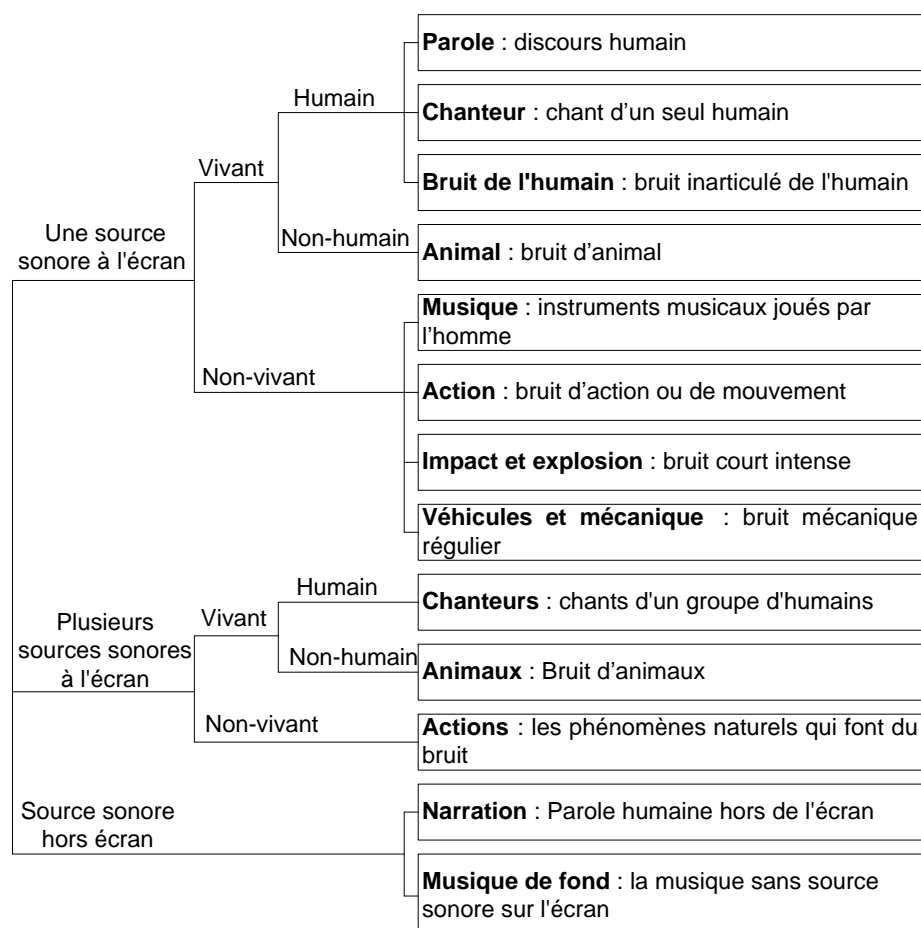 Parole : discours humain
Humain
Chanteur : chant d'un seul humain
Vivant
Bruit de l'humain : bruit inarticulé de l'humain
Une source
sonore à l'écran
Non-humain
Animal : bruit d'animal
Musique : instruments musicaux joués par
l'homme
Non-vivant
Action : bruit d'action ou de mouvement
Impact et explosion : bruit court intense
Véhicules et mécanique : bruit mécanique
régulier
Plusieurs
sources sonores
à l'écran
Vivant
Humain
Chanteurs : chants d'un groupe d'humains
Non-humain
Animaux : Bruit d'animaux
Non-vivant
Actions : les phénomènes naturels qui font du
bruit
Source sonore
hors écran
Narration : Parole humaine hors de l'écran
Musique de fond : la musique sans source
sonore sur l'écran